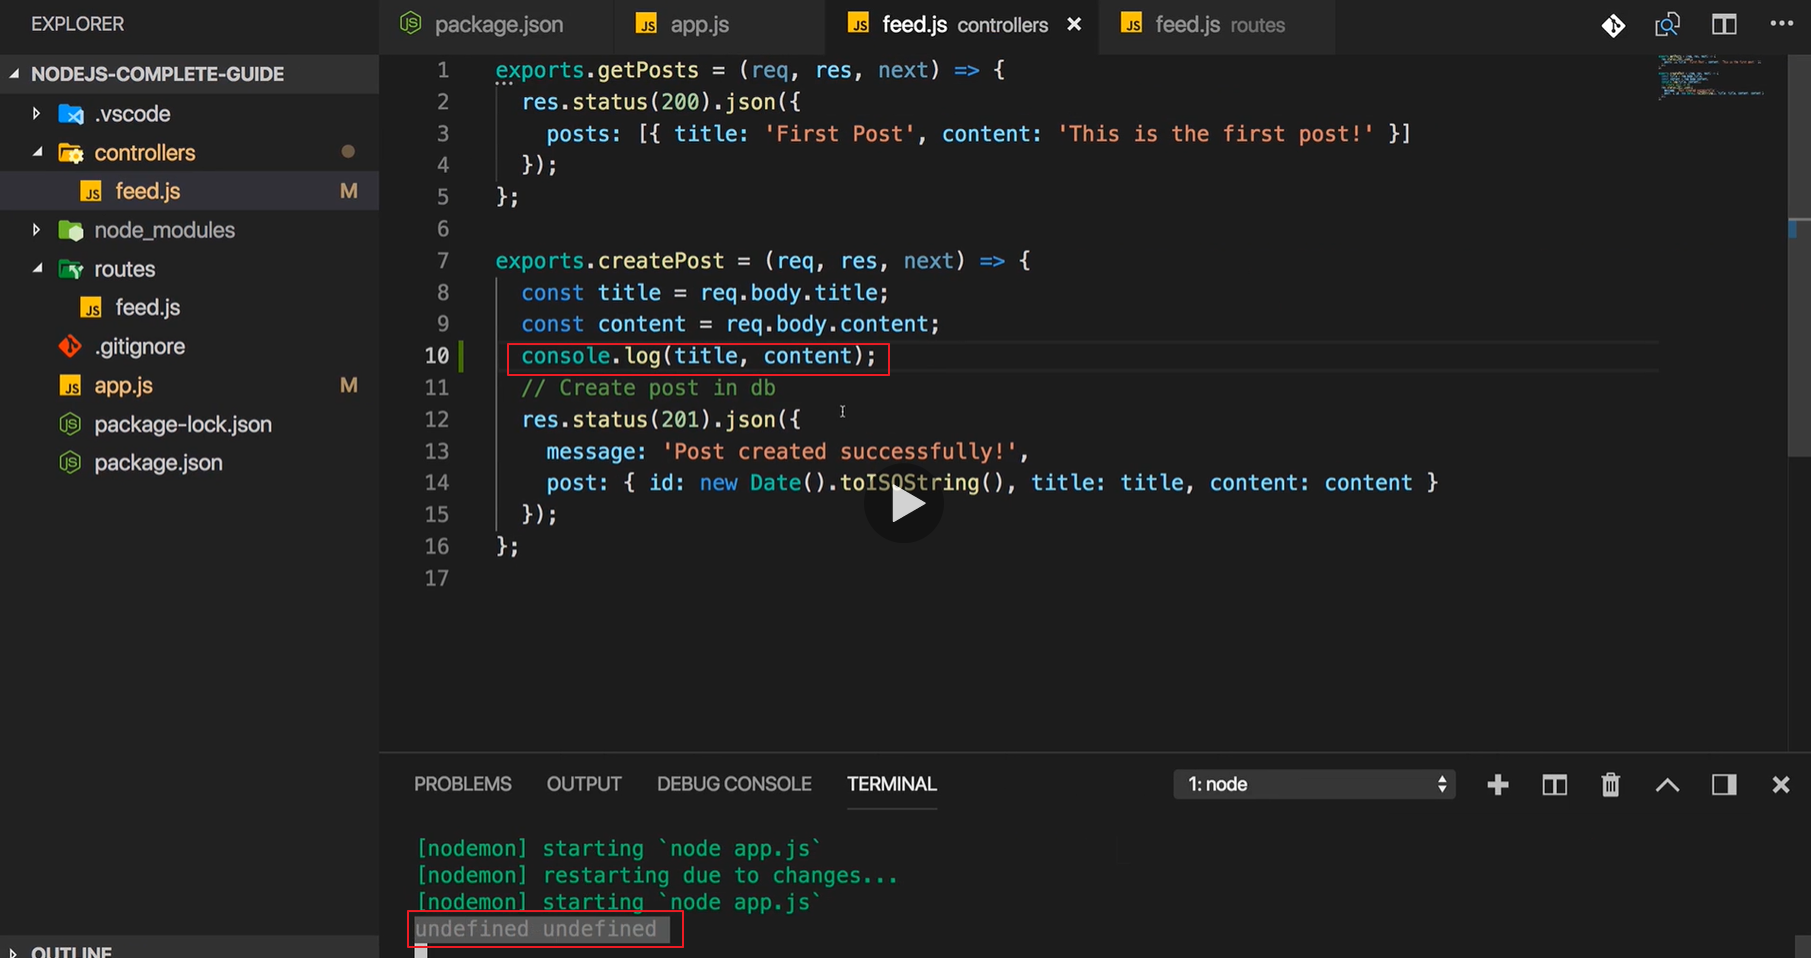 EXPLORER
package.json
app.js
feed.js controllers
feed.js routes
NODEJS-COMPLETE-GUIDE
.vscode
controllers
feed.js M
node_modules
routes
feed.js
.gitignore
app.js M
package-lock.json
package.json
OUTLINE
1 exports.getPosts = (req, res, next) => {
2 res.status(200).json({
3 posts: [{ title: 'First Post', content: 'This is the first post!' }]
4 });
5 };
6
7 exports.createPost = (req, res, next) => {
8 const title = req.body.title;
9 const content = req.body.content;
10 console.log(title, content);
11 // Create post in db
12 res.status(201).json({
13 message: 'Post created successfully!',
14 post: { id: new Date().toISOString(), title: title, content: content }
15 });
16 };
17
PROBLEMS OUTPUT DEBUG CONSOLE TERMINAL 1: node
[nodemon] starting `node app.js`
[nodemon] restarting due to changes...
[nodemon] starting `node app.js`
undefined undefined